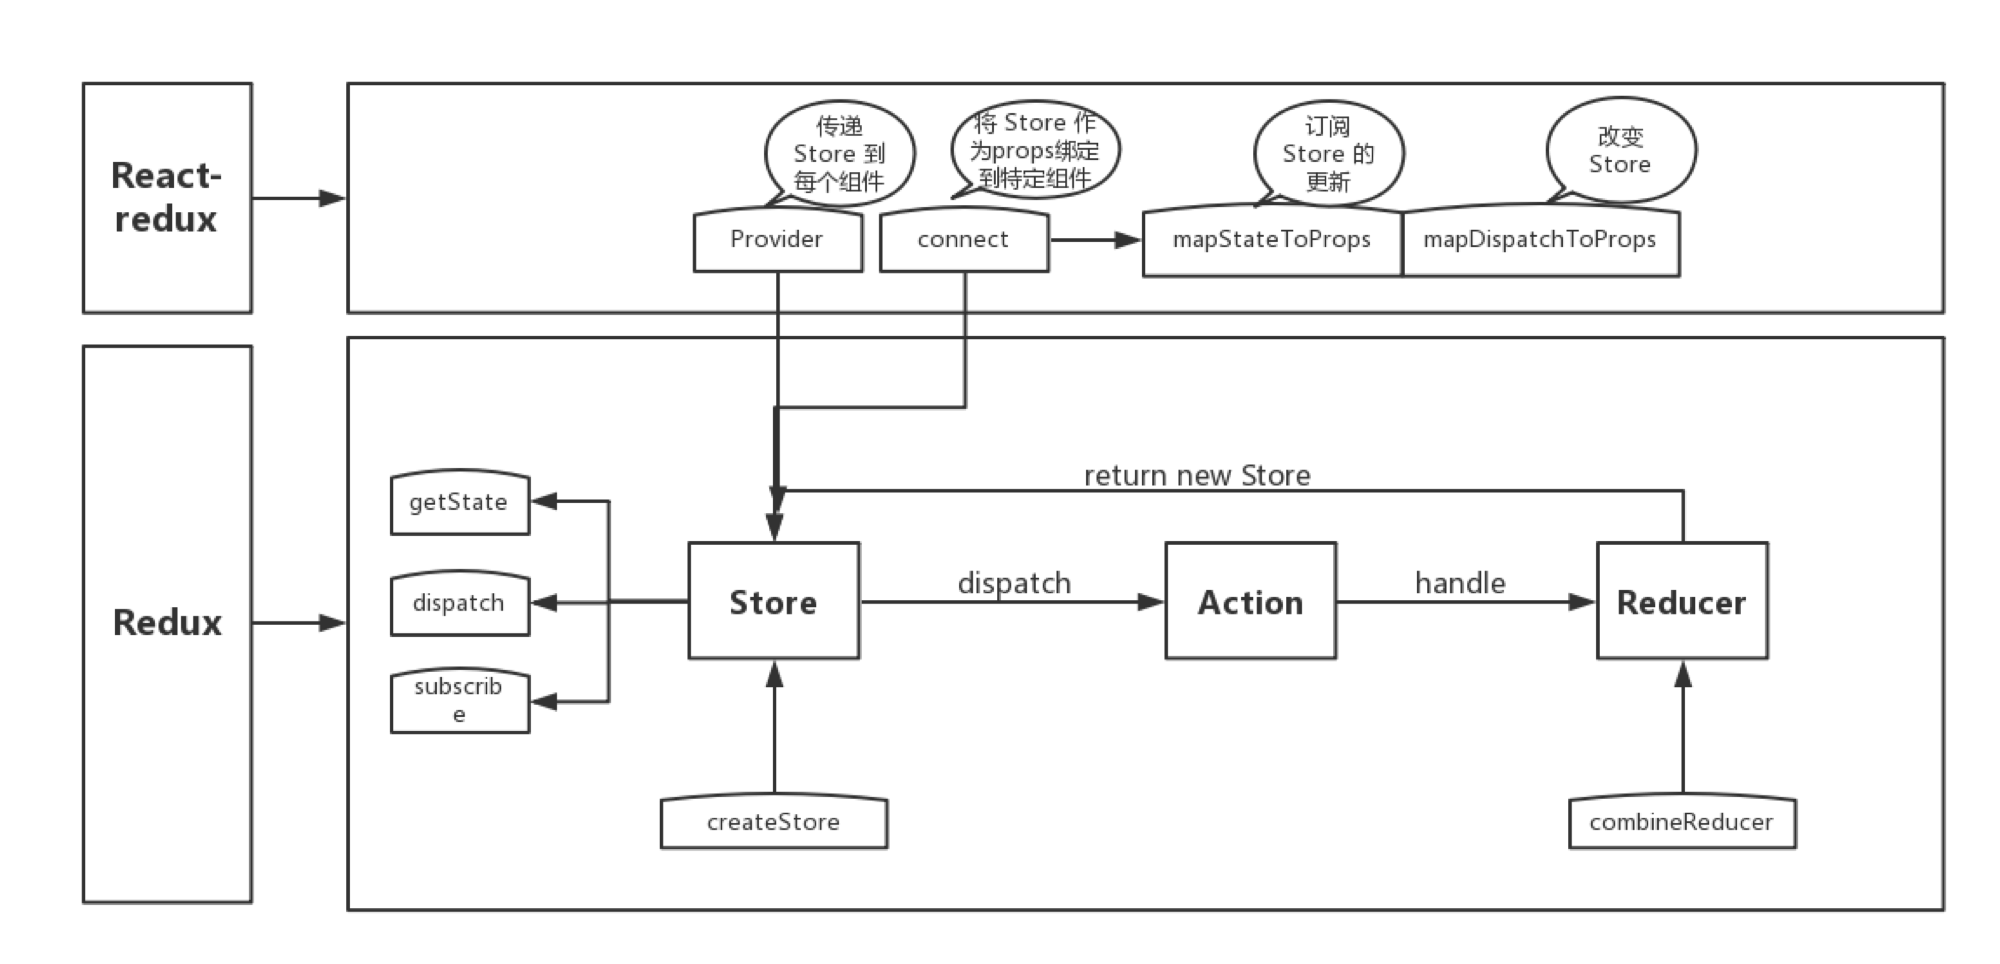 React-
redux
传递
Store 到
每个组件
将 Store 作
为props绑定
到特定组件
订阅
Store 的
更新
改变
Store
Provider
connect
mapStateToProps
mapDispatchToProps
Redux
return new Store
getState
dispatch
subscrib
e
Store
dispatch
Action
handle
Reducer
createStore
combineReducer